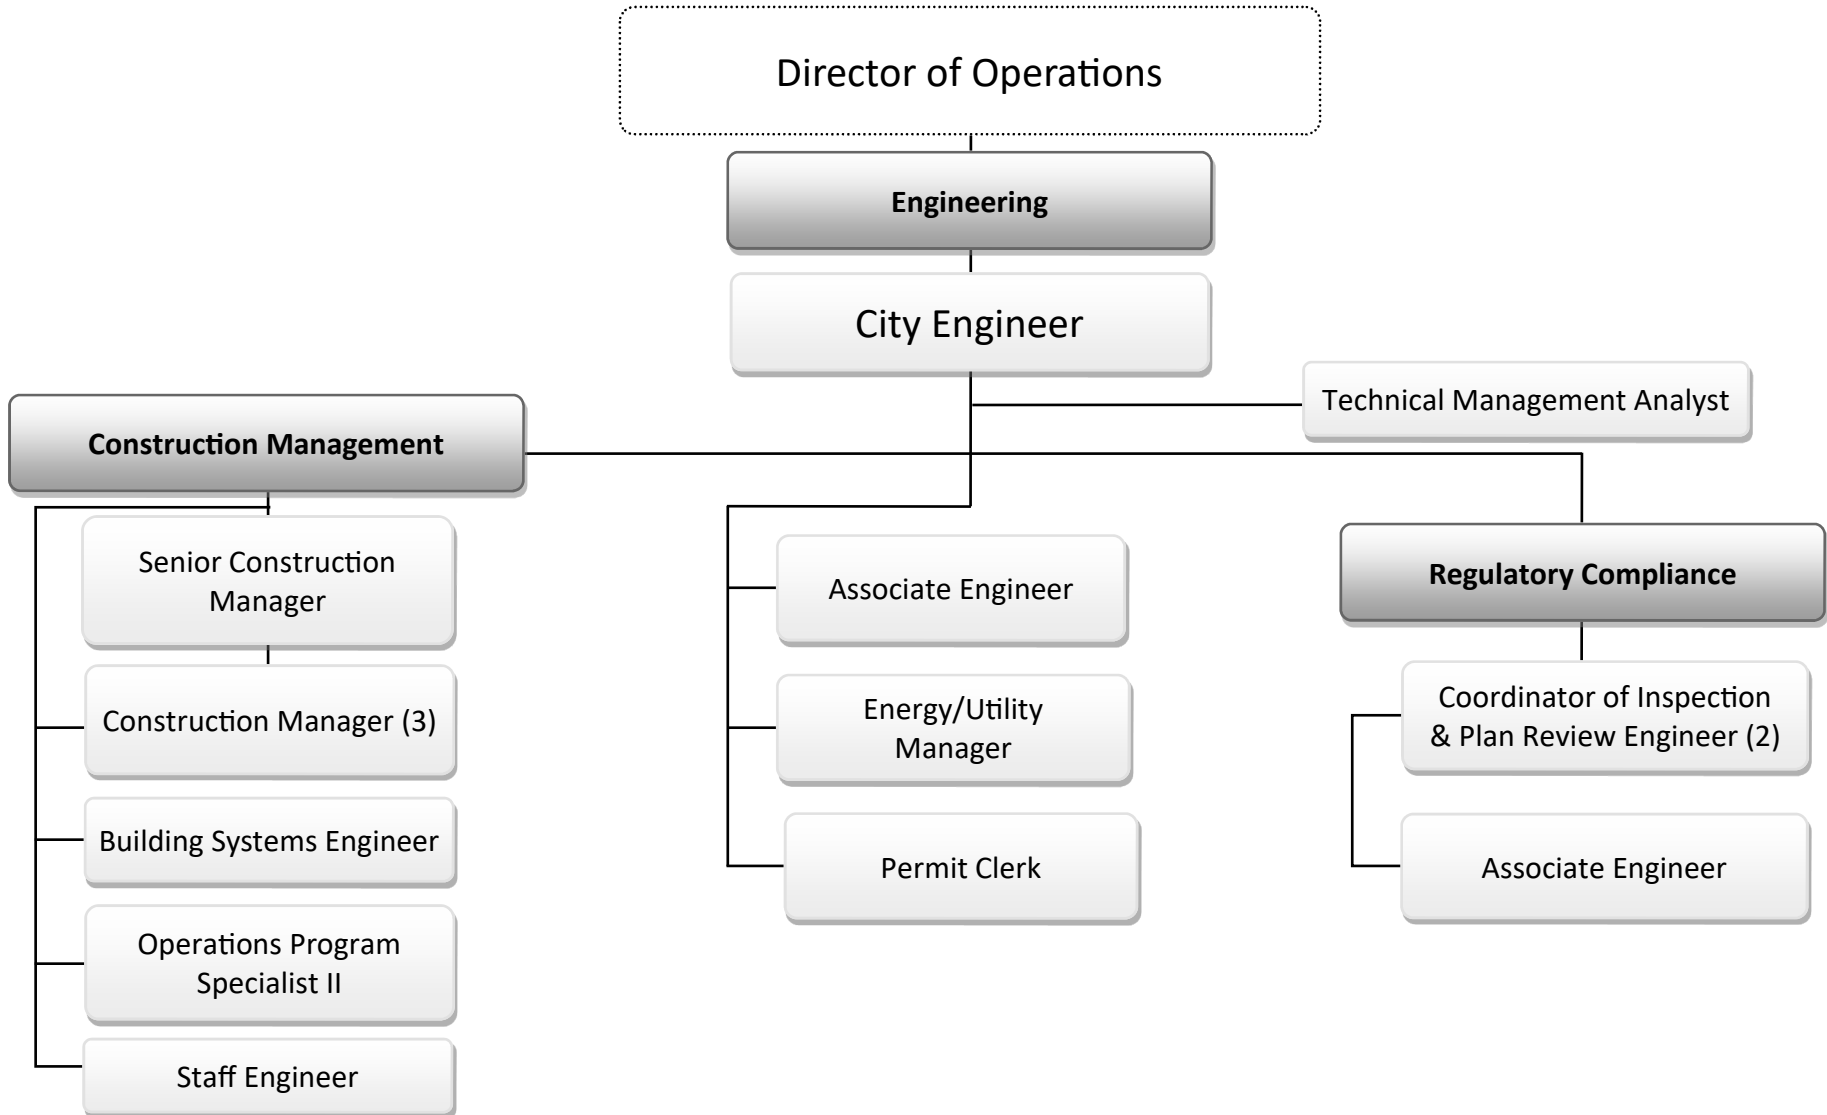 Director of Operations
Engineering
City Engineer
Technical Management Analyst
Construction Management
Senior Construction
Manager
Construction Manager (3)
Building Systems Engineer
Operations Program
Specialist II
Staff Engineer
Associate Engineer
Energy/Utility
Manager
Permit Clerk
Regulatory Compliance
Coordinator of Inspection
& Plan Review Engineer (2)
Associate Engineer